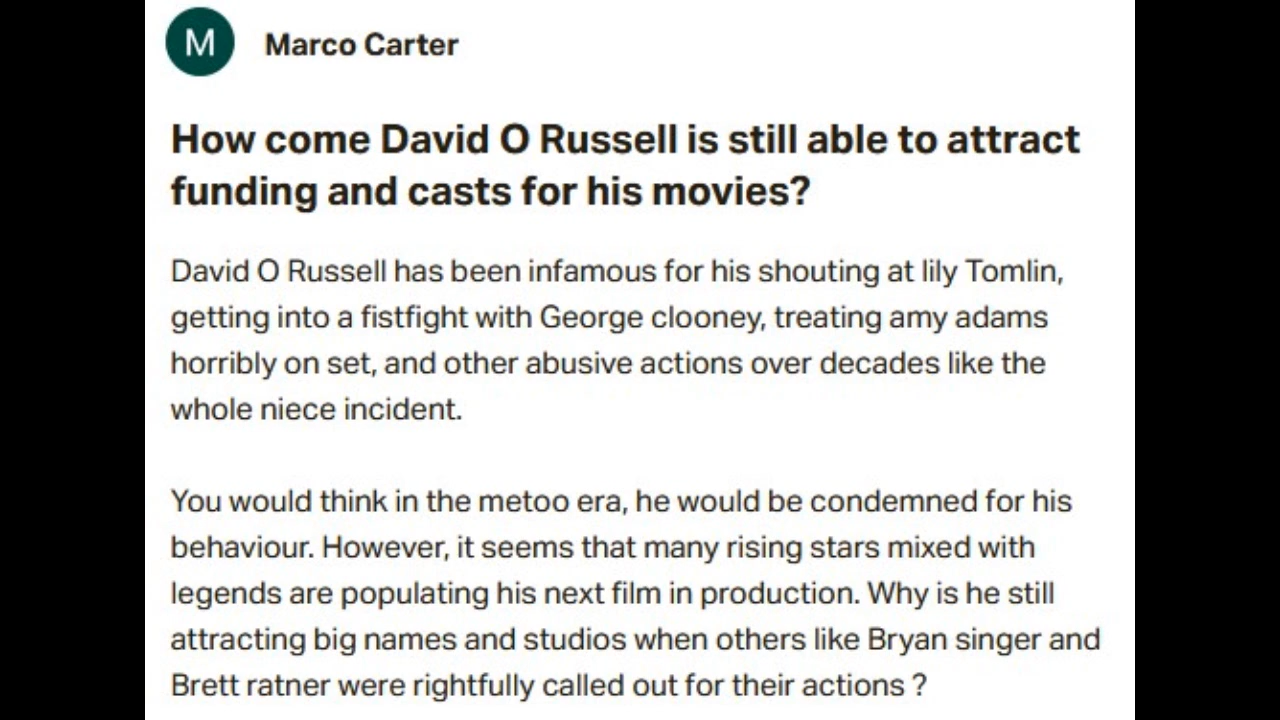 M
Marco Carter
How come David O Russell is still able to attract
funding and casts for his movies?
David O Russell has been infamous for his shouting at lily Tomlin,
getting into a fistfight with George clooney, treating amy adams
horribly on set, and other abusive actions over decades like the
whole niece incident.
You would think in the metoo era, he would be condemned for his
behaviour. However, it seems that many rising stars mixed with
legends are populating his next film in production. Why is he still
attracting big names and studios when others like Bryan singer and
Brett ratner were rightfully called out for their actions ?